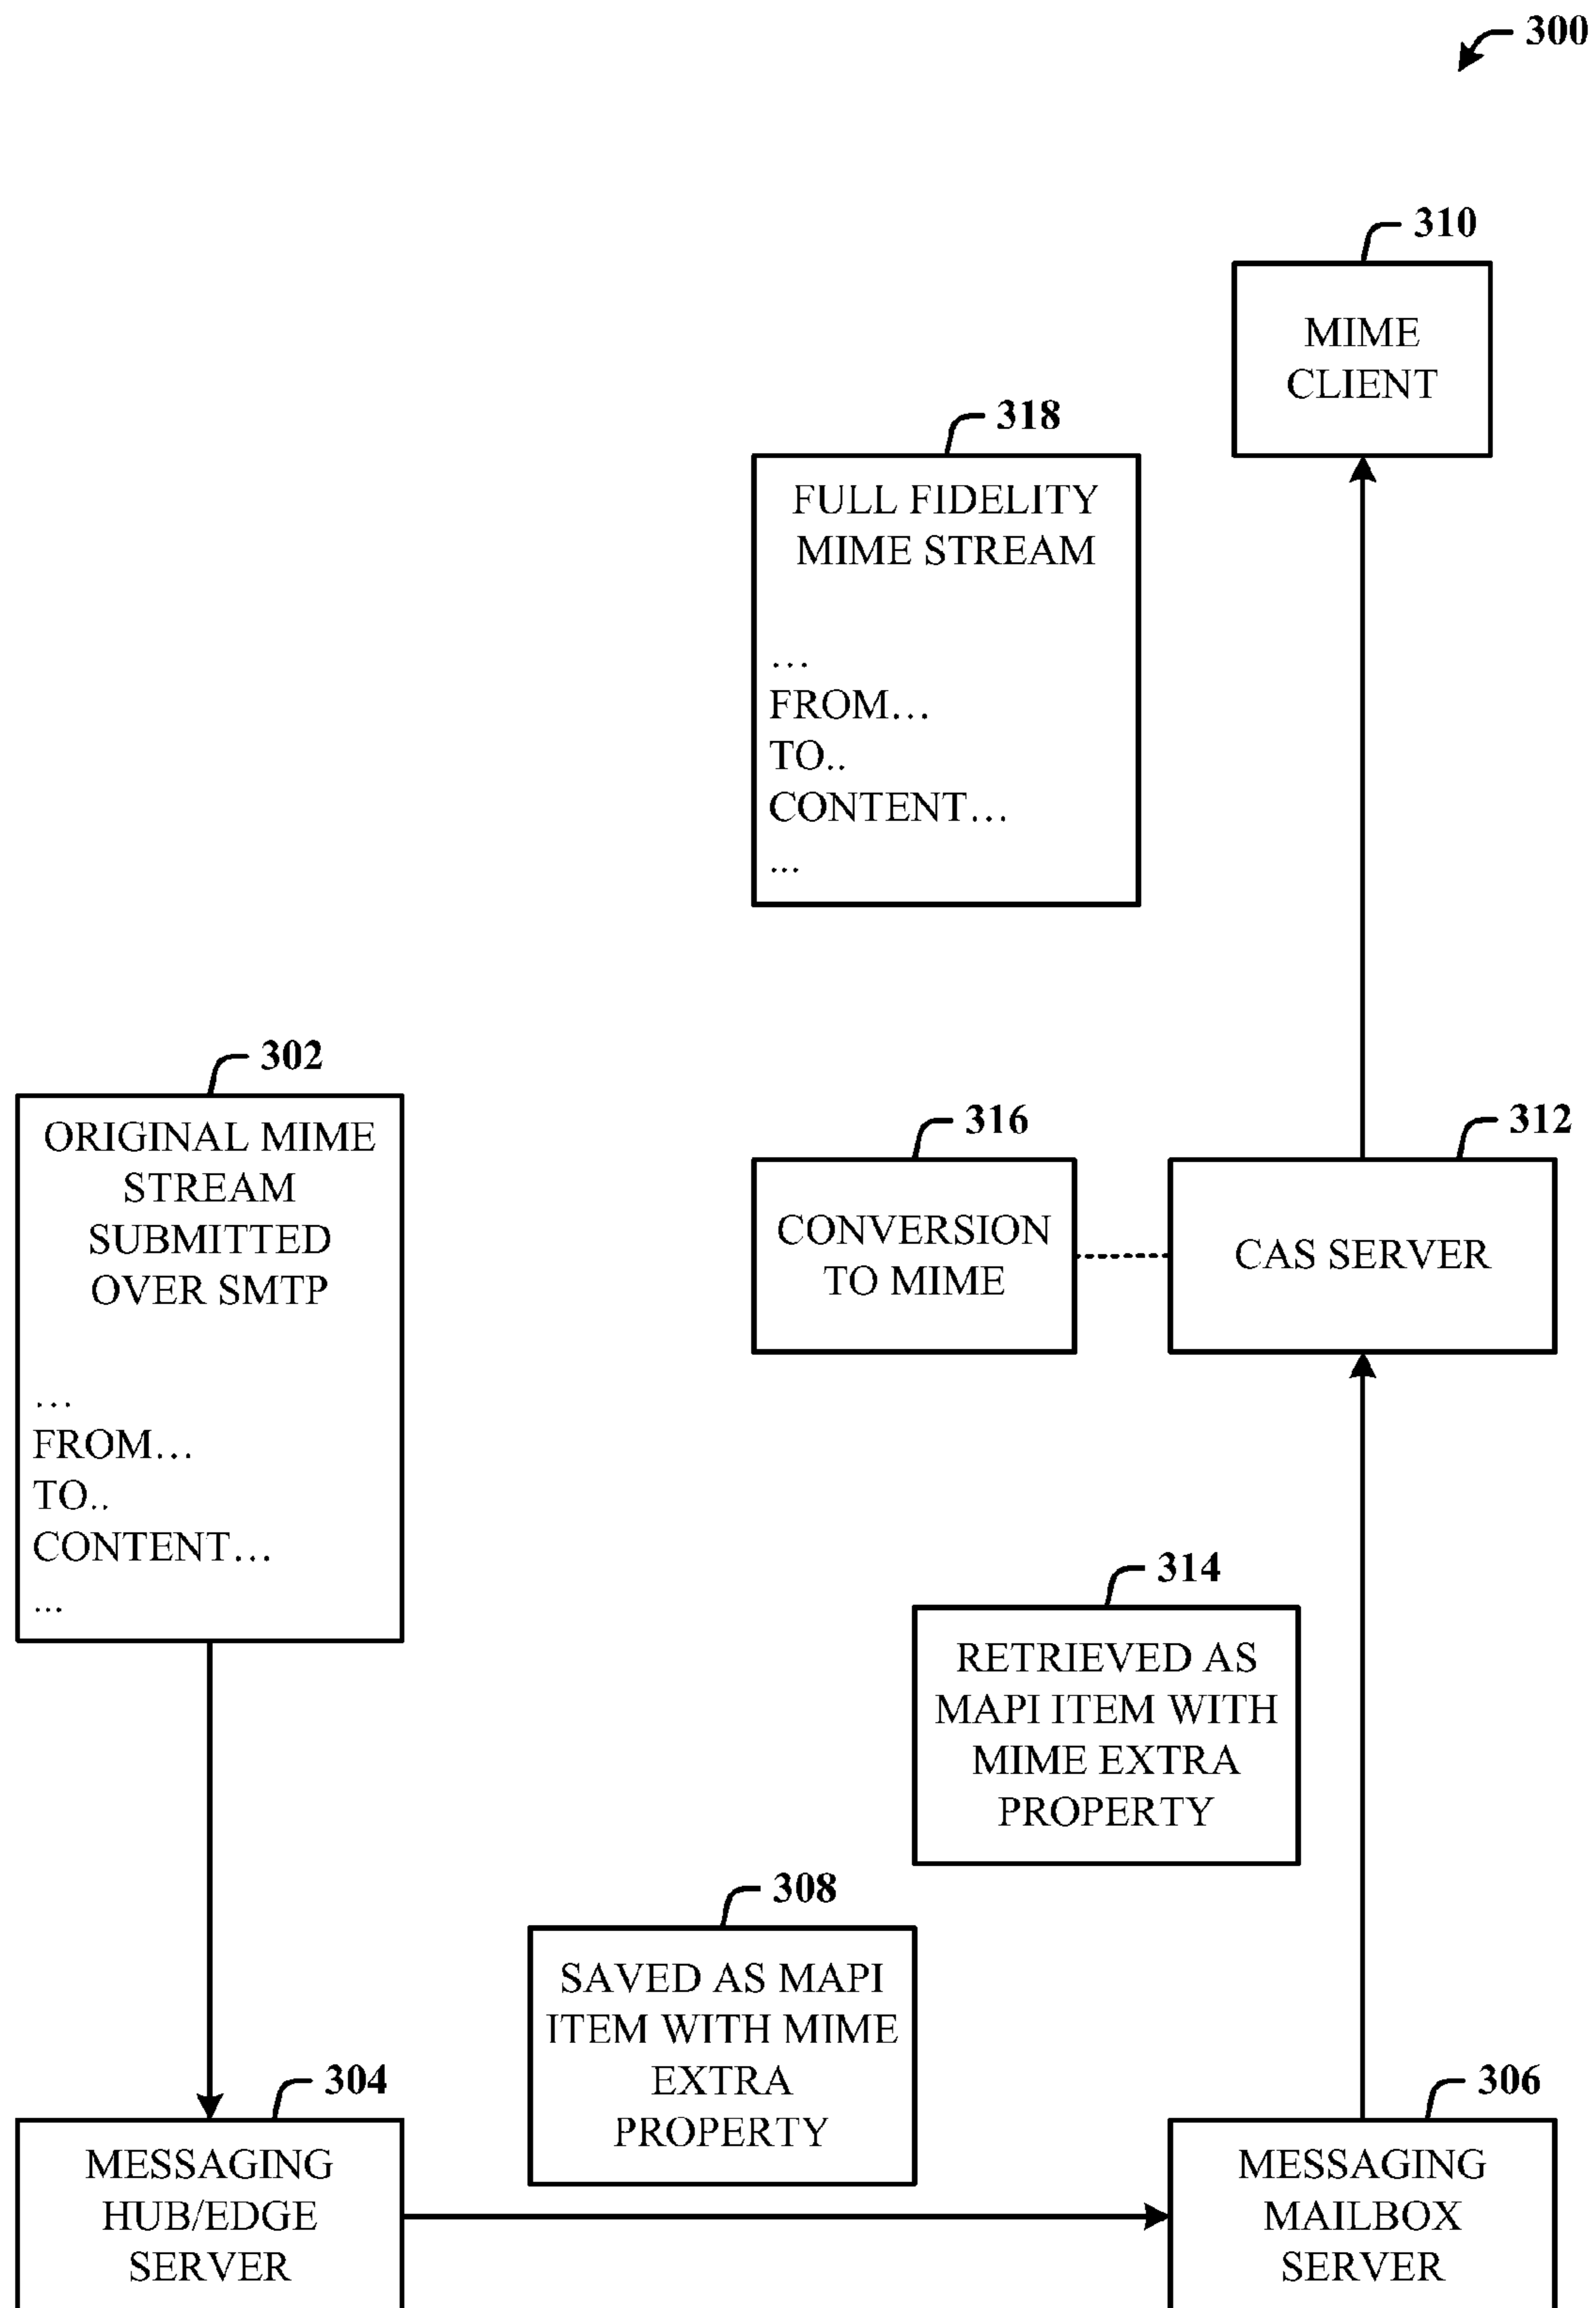 300
310
MIME
CLIENT
318
FULL FIDELITY
MIME STREAM
...
FROM...
TO..
CONTENT...
...
302
ORIGINAL MIME
STREAM
SUBMITTED
OVER SMTP
...
FROM...
TO..
CONTENT...
...
316
CONVERSION
TO MIME
312
CAS SERVER
314
RETRIEVED AS
MAPI ITEM WITH
MIME EXTRA
PROPERTY
308
SAVED AS MAPI
ITEM WITH MIME
EXTRA
PROPERTY
304
MESSAGING
HUB/EDGE
SERVER
306
MESSAGING
MAILBOX
SERVER